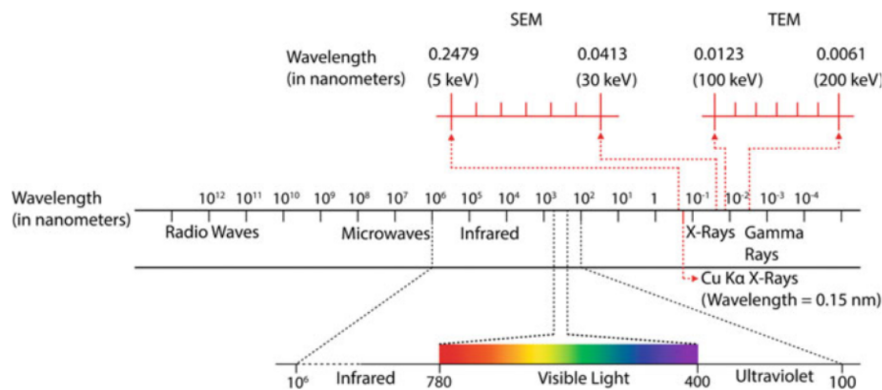 SEM TEM
Wavelength 0.2479 0.0413 0.0123 0.0061
(in nanometers) (5 keV) (30 keV) (100 keV) (200 keV)
Wavelength 10¹² 10¹¹ 10¹⁰ 10⁹ 10⁸ 10⁷ 10⁶ 10⁵ 10⁴ 10³ 10² 10¹ 1 10⁻¹ 10⁻² 10⁻³ 10⁻⁴
(in nanometers)
Radio Waves Microwaves Infrared X-Rays Gamma
Rays
Cu Kα X-Rays
(Wavelength = 0.15 nm)
10⁶ Infrared 780 Visible Light 400 Ultraviolet 100